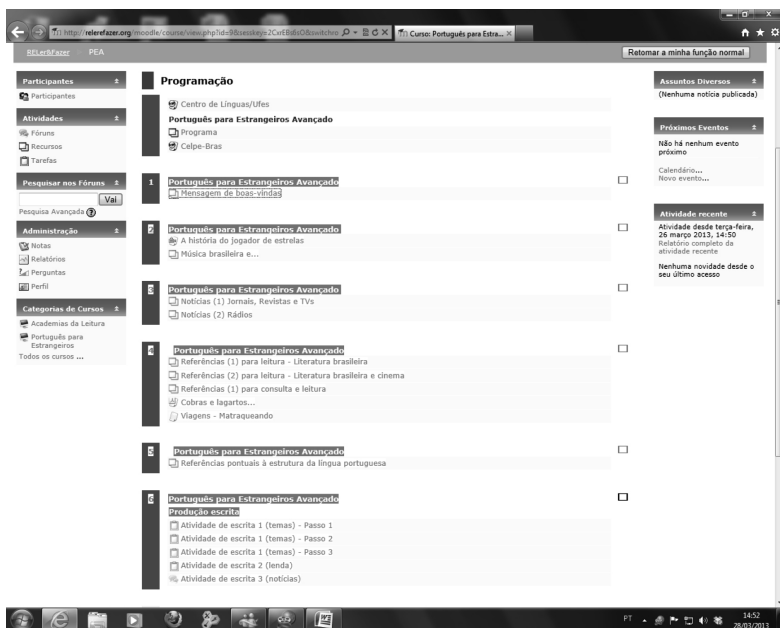 http://relerefazer.org/moodle/course/view.php?id=9&sesskey=2CxrEBdIsO&switchro
Curso: Português para Estra...
RELer&Fazer PEA
Retomar a minha função normal
Participantes
Participantes
Atividades
Fóruns
Recursos
Tarefas
Pesquisar nos Fóruns
Vai
Pesquisa Avançada
Administração
Notas
Relatórios
Perguntas
Perfil
Categorias de Cursos
Academias da Leitura
Português para
Estrangeiros
Todos os cursos ...
Programação
Centro de Línguas/Ufes
Português para Estrangeiros Avançado
Programa
Celpe-Bras
1 Português para Estrangeiros Avançado
Mensagem de boas-vindas
2 Português para Estrangeiros Avançado
A história do jogador de estrelas
Música brasileira e...
3 Português para Estrangeiros Avançado
Notícias (1) Jornais, Revistas e TVs
Notícias (2) Rádios
4 Português para Estrangeiros Avançado
Referências (1) para leitura - Literatura brasileira
Referências (2) para leitura - Literatura brasileira e cinema
Referências (1) para consulta e leitura
Cobras e lagartos...
Viagens - Matraqueando
5 Português para Estrangeiros Avançado
Referências pontuais à estrutura da língua portuguesa
6 Português para Estrangeiros Avançado
Produção escrita
Atividade de escrita 1 (temas) - Passo 1
Atividade de escrita 1 (temas) - Passo 2
Atividade de escrita 1 (temas) - Passo 3
Atividade de escrita 2 (lenda)
Atividade de escrita 3 (notícias)
Assuntos Diversos
(Nenhuma notícia publicada)
Próximos Eventos
Não há nenhum evento
próximo
Calendário...
Novo evento...
Atividade recente
Atividade desde terça-feira,
26 março 2013, 14:50
Relatório completo da
atividade recente
Nenhuma novidade desde o
seu último acesso
PT
14:52
28/03/2013